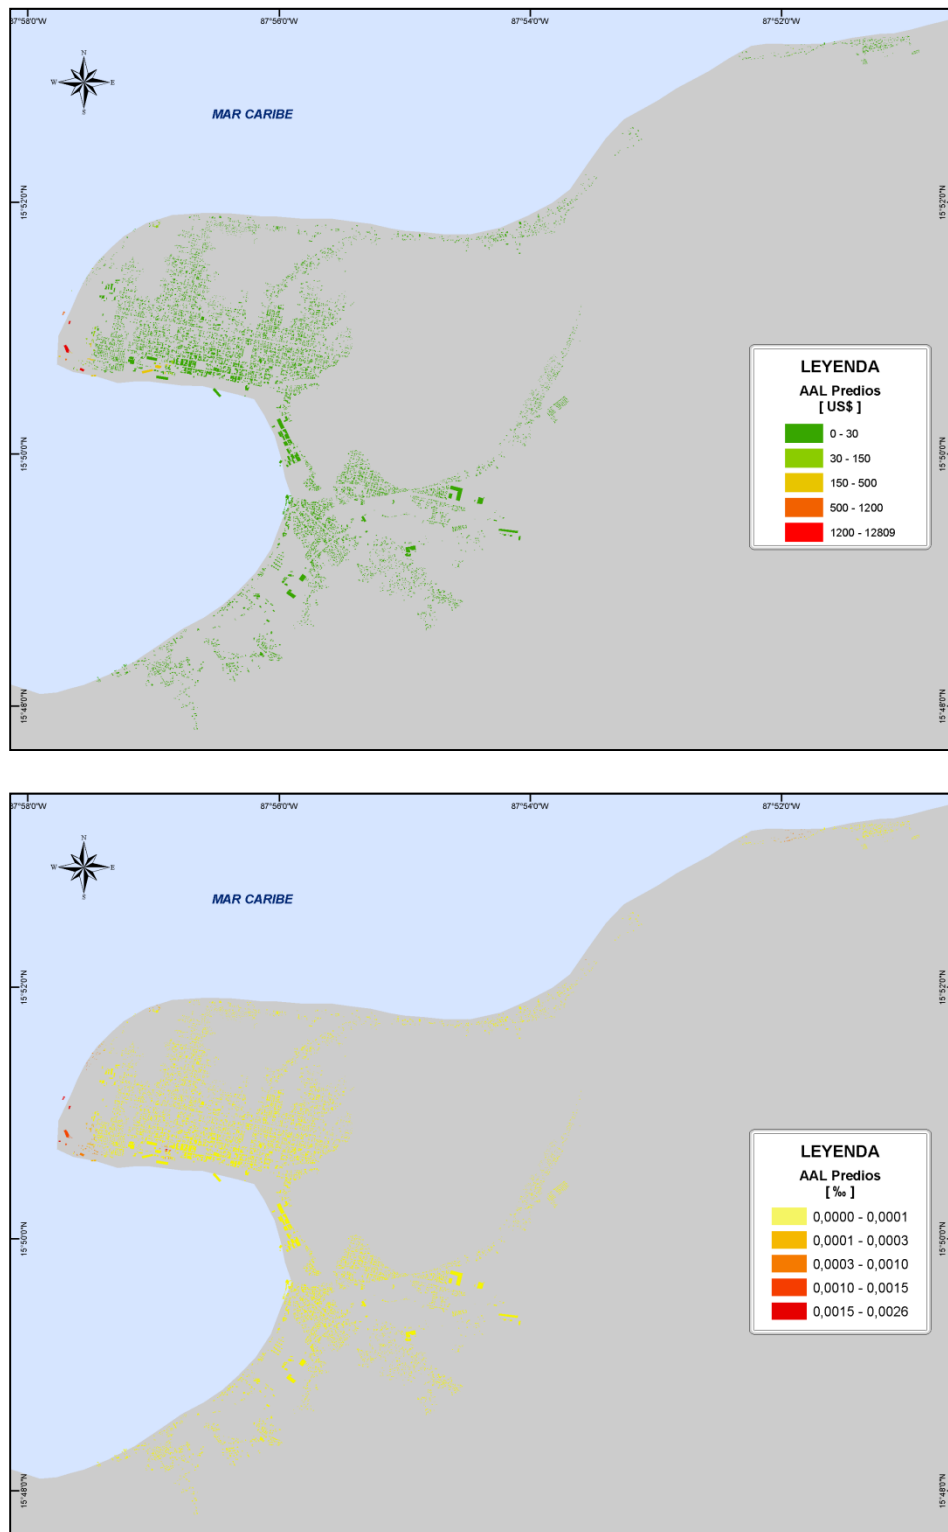 87°58'0"W 87°56'0"W 87°54'0"W 87°52'0"W
N
W E
S
MAR CARIBE
15°52'0"N 15°52'0"N
LEYENDA
AAL Predios
[ US$ ]
0 - 30
30 - 150
150 - 500
500 - 1200
1200 - 12809
15°50'0"N 15°50'0"N
15°48'0"N 15°48'0"N
87°58'0"W 87°56'0"W 87°54'0"W 87°52'0"W
N
W E
S
MAR CARIBE
15°52'0"N 15°52'0"N
LEYENDA
AAL Predios
[ ‰ ]
0,0000 - 0,0001
0,0001 - 0,0003
0,0003 - 0,0010
0,0010 - 0,0015
0,0015 - 0,0026
15°50'0"N 15°50'0"N
15°48'0"N 15°48'0"N